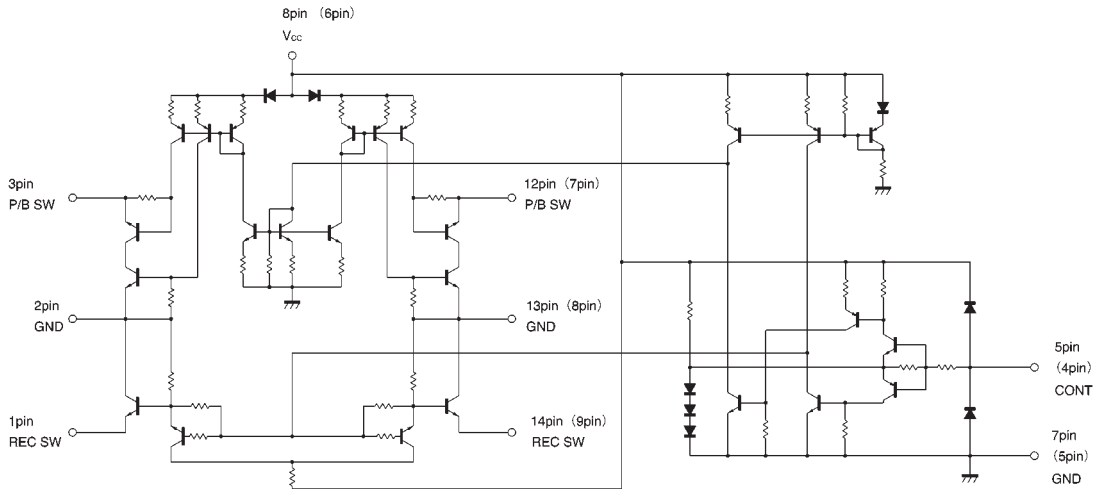 8pin (6pin)
Vcc
3pin
P/B SW
12pin (7pin)
P/B SW
2pin
GND
13pin (8pin)
GND
5pin
(4pin)
CONT
1pin
REC SW
14pin (9pin)
REC SW
7pin
(5pin)
GND